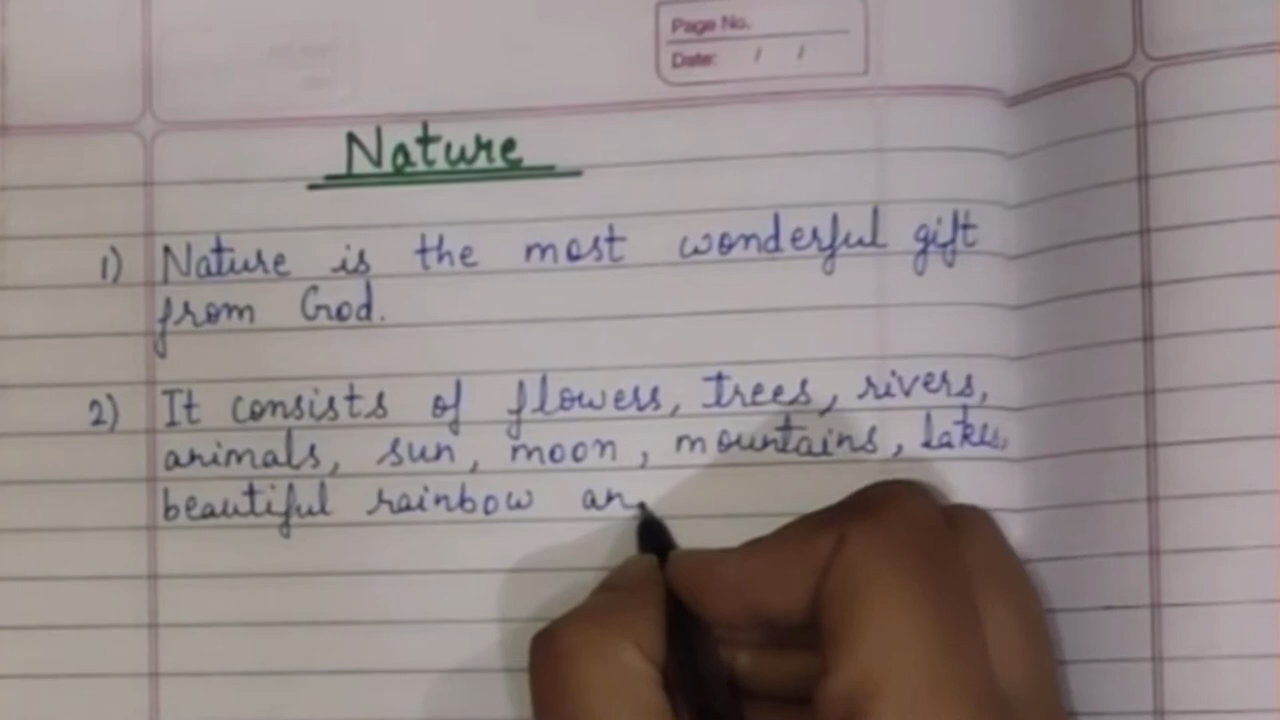 Page No.
Date: / /
Nature
1) Nature is the most wonderful gift
from God.
2) It consists of flowers, trees, rivers,
animals, sun, moon, mountains, lakes,
beautiful rainbow an